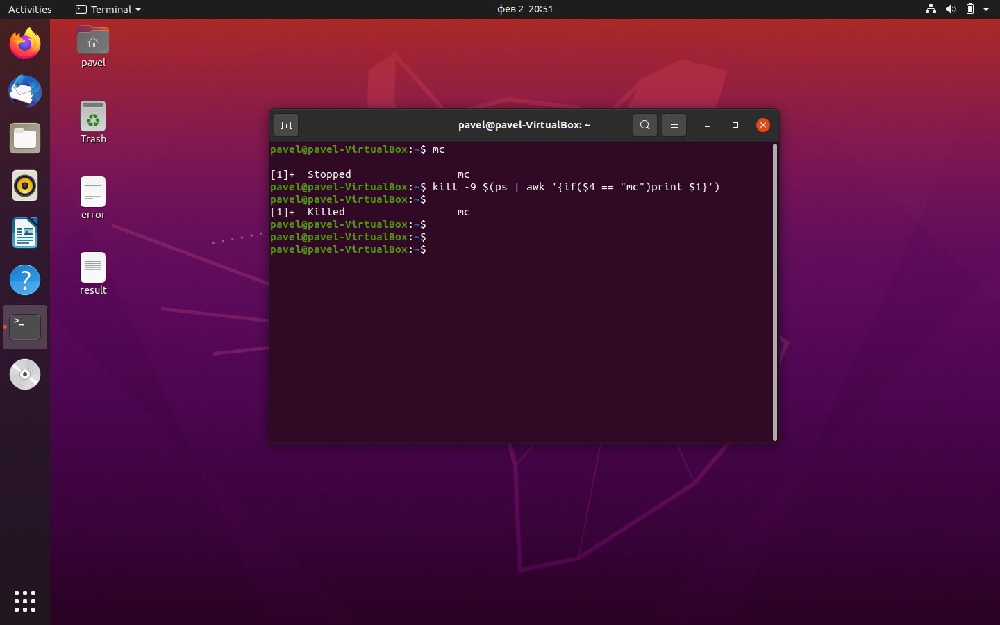 Activities
Terminal
фев 2 20:51
pavel
Trash
error
result
pavel@pavel-VirtualBox: ~
pavel@pavel-VirtualBox:~$ mc
[1]+  Stopped                 mc
pavel@pavel-VirtualBox:~$ kill -9 $(ps | awk '{if($4 == "mc")print $1}')
pavel@pavel-VirtualBox:~$
[1]+  Killed                  mc
pavel@pavel-VirtualBox:~$
pavel@pavel-VirtualBox:~$
pavel@pavel-VirtualBox:~$